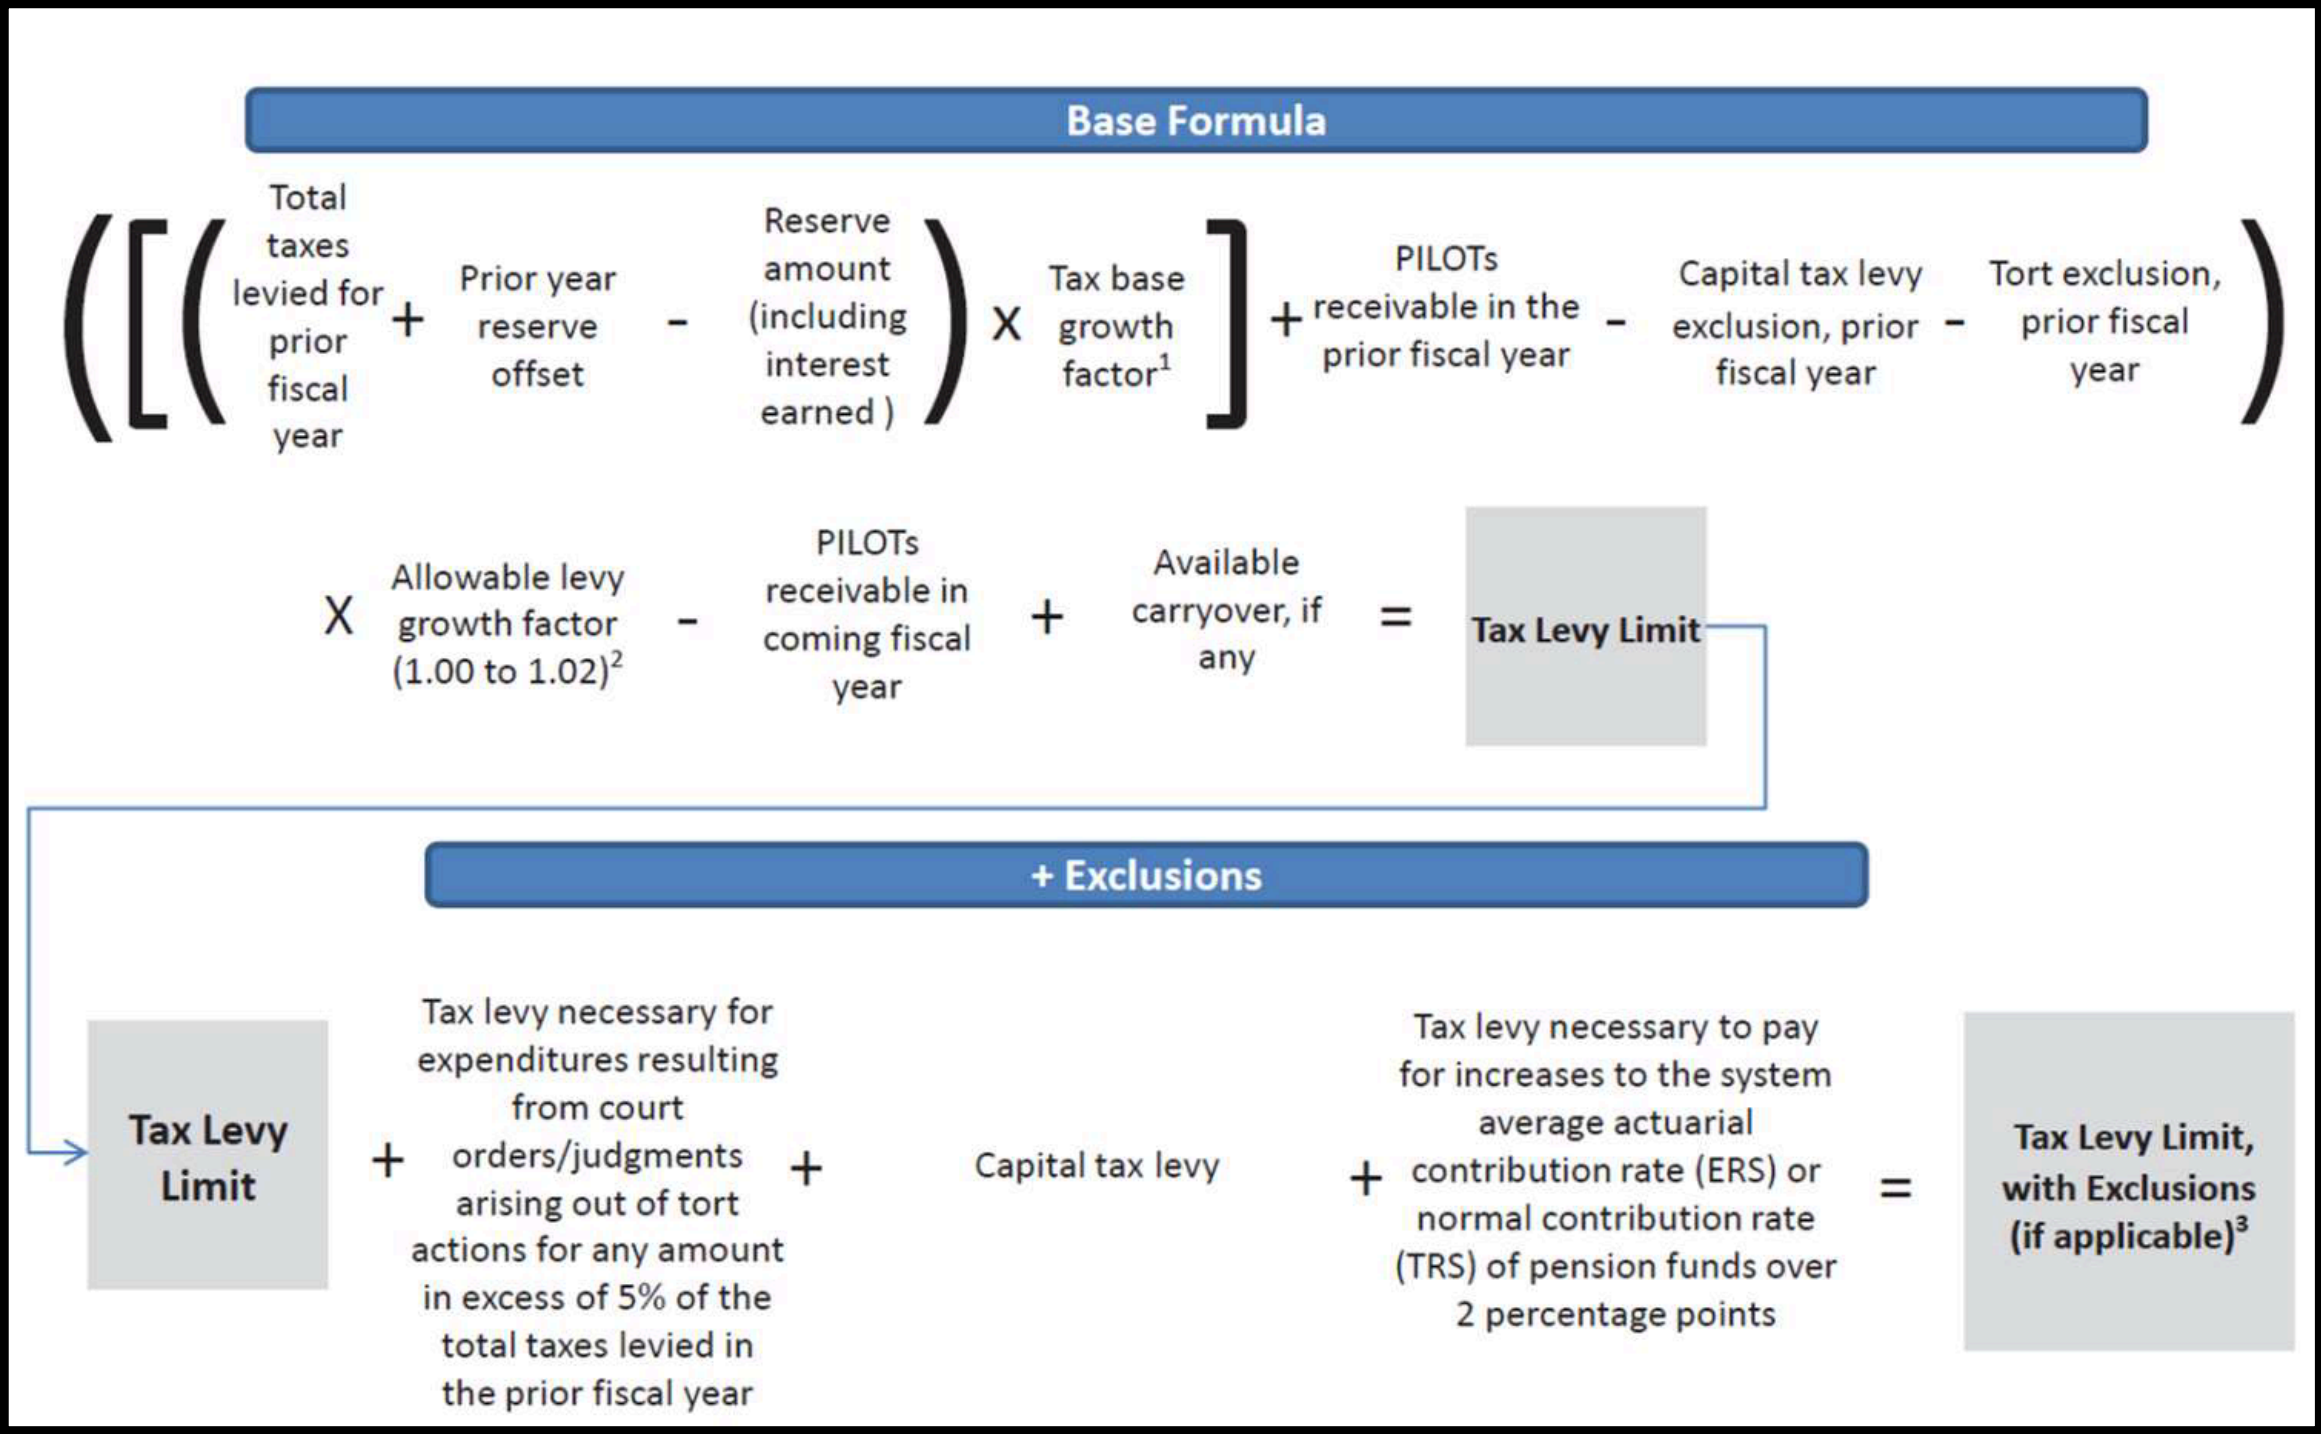 Base Formula
Total
taxes
levied for
prior
fiscal
year
+
Prior year
reserve
offset
-
Reserve
amount
(including
interest
earned )
X
Tax base
growth
factor¹
+
PILOTs
receivable in the
prior fiscal year
-
Capital tax levy
exclusion, prior
fiscal year
-
Tort exclusion,
prior fiscal
year
X
Allowable levy
growth factor
(1.00 to 1.02)²
-
PILOTs
receivable in
coming fiscal
year
+
Available
carryover, if
any
=
Tax Levy Limit
+ Exclusions
Tax Levy
Limit
+
Tax levy necessary for
expenditures resulting
from court
orders/judgments
arising out of tort
actions for any amount
in excess of 5% of the
total taxes levied in
the prior fiscal year
+
Capital tax levy
+
Tax levy necessary to pay
for increases to the system
average actuarial
contribution rate (ERS) or
normal contribution rate
(TRS) of pension funds over
2 percentage points
=
Tax Levy Limit,
with Exclusions
(if applicable)³